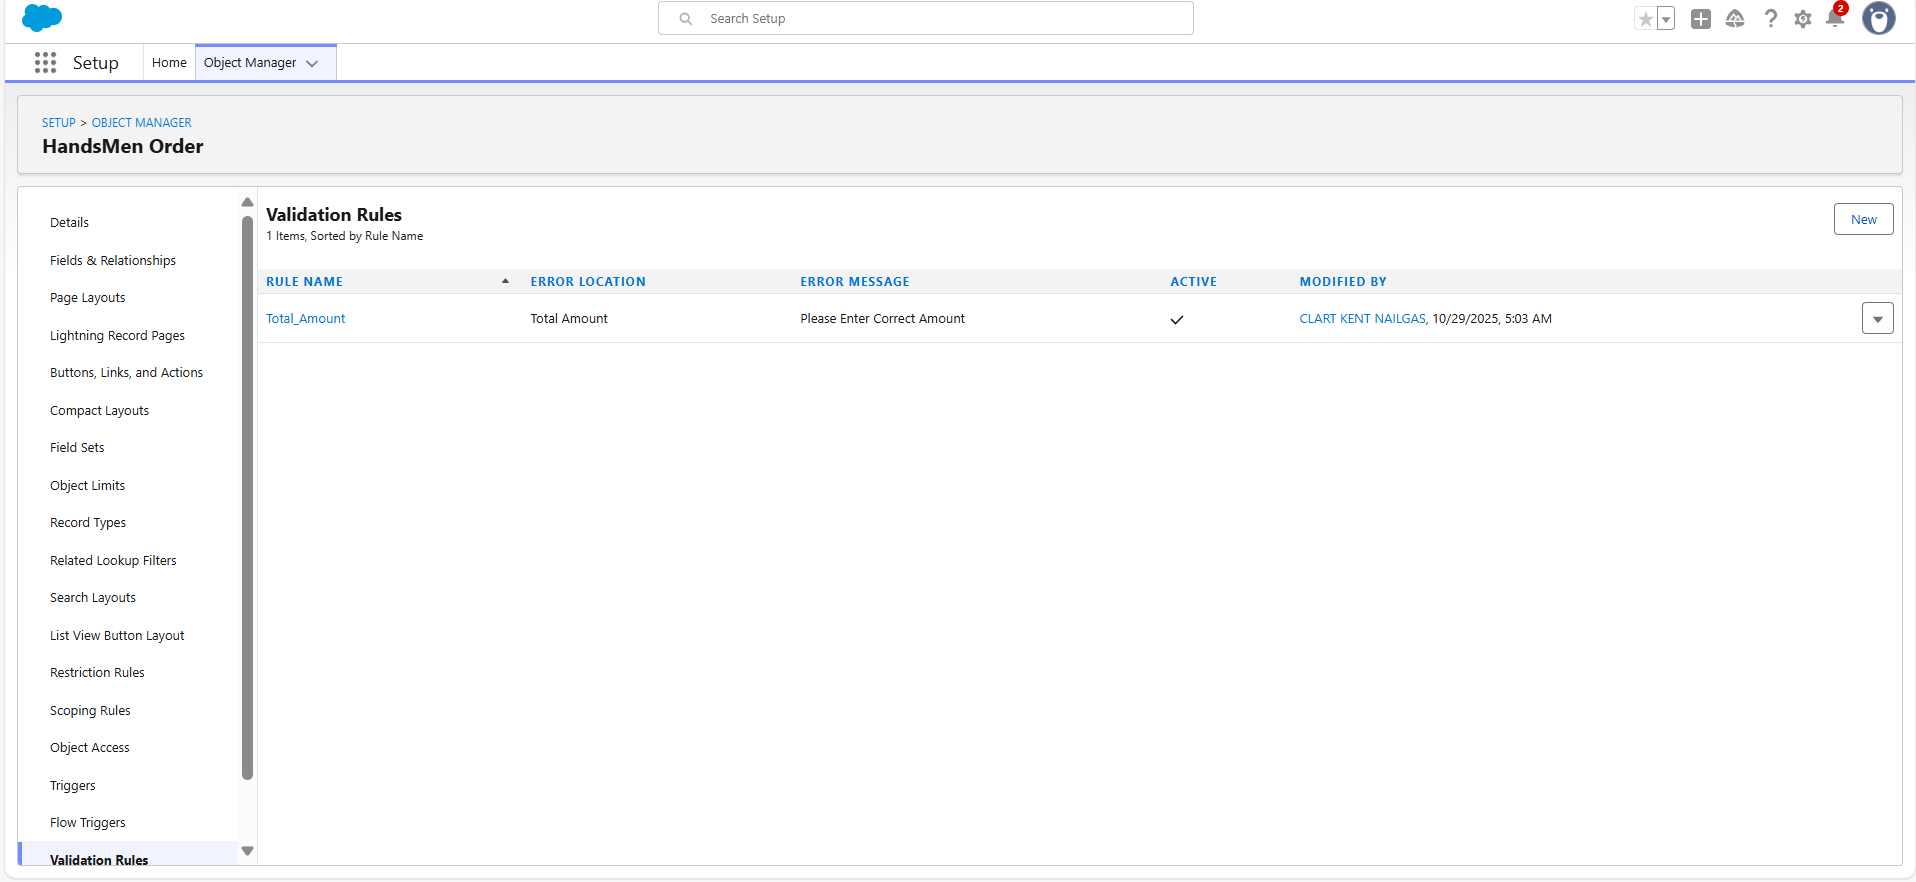 Search Setup
2
Setup
Home
Object Manager
SETUP > OBJECT MANAGER
HandsMen Order
Details
Fields & Relationships
Page Layouts
Lightning Record Pages
Buttons, Links, and Actions
Compact Layouts
Field Sets
Object Limits
Record Types
Related Lookup Filters
Search Layouts
List View Button Layout
Restriction Rules
Scoping Rules
Object Access
Triggers
Flow Triggers
Validation Rules
Validation Rules
1 Items, Sorted by Rule Name
New
RULE NAME ERROR LOCATION ERROR MESSAGE ACTIVE MODIFIED BY
Total_Amount Total Amount Please Enter Correct Amount CLART KENT NAILGAS, 10/29/2025, 5:03 AM